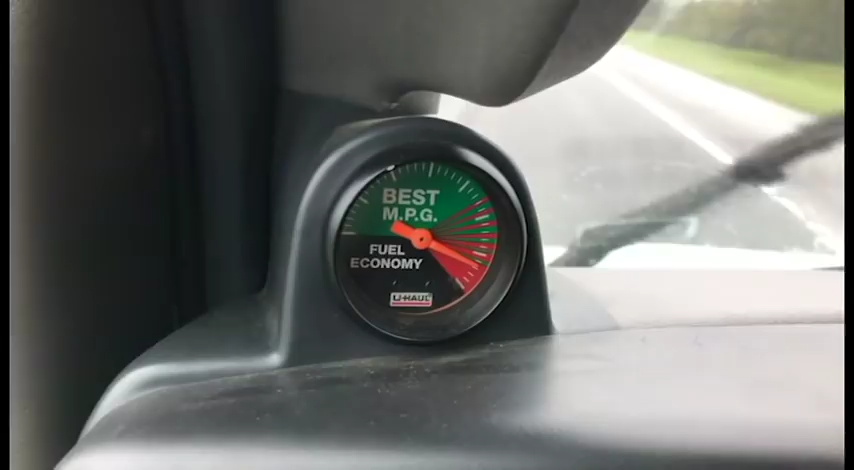 BEST
M.P.G.
FUEL
ECONOMY
U-HAUL